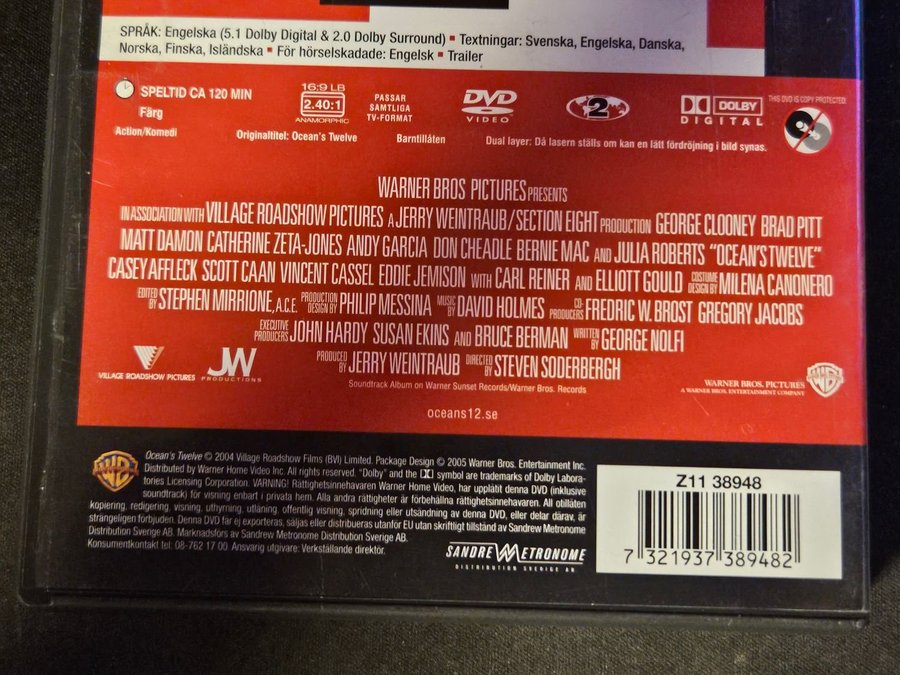 SPRÅK: Engelska (5.1 Dolby Digital & 2.0 Dolby Surround) ▪ Textningar: Svenska, Engelska, Danska,
Norska, Finska, Isländska ▪ För hörselskadade: Engelsk ▪ Trailer
SPELTID CA 120 MIN
Färg
Action/Komedi
16:9 LB
2.40:1
ANAMORPHIC
PASSAR
SAMTLIGA
TV-FORMAT
DVD
VIDEO
2
DOLBY
DIGITAL
THIS DVD IS COPY PROTECTED
Originaltitel: Ocean's Twelve
Barntillåten
Dual layer: Då lasern ställs om kan en lätt fördröjning i bild synas.
WARNER BROS PICTURES PRESENTS
IN ASSOCIATION WITH VILLAGE ROADSHOW PICTURES A JERRY WEINTRAUB/SECTION EIGHT PRODUCTION GEORGE CLOONEY BRAD PITT
MATT DAMON CATHERINE ZETA-JONES ANDY GARCIA DON CHEADLE BERNIE MAC AND JULIA ROBERTS "OCEAN'S TWELVE"
CASEY AFFLECK SCOTT CAAN VINCENT CASSEL EDDIE JEMISON WITH CARL REINER AND ELLIOTT GOULD COSTUME DESIGN BY MILENA CANONERO
EDITED BY STEPHEN MIRRIONE, A.C.E. PRODUCTION DESIGN BY PHILIP MESSINA MUSIC BY DAVID HOLMES CO-PRODUCERS FREDRIC W. BROST GREGORY JACOBS
EXECUTIVE PRODUCERS JOHN HARDY SUSAN EKINS AND BRUCE BERMAN WRITTEN BY GEORGE NOLFI
PRODUCED BY JERRY WEINTRAUB DIRECTED BY STEVEN SODERBERGH
VILLAGE ROADSHOW PICTURES
JW
PRODUCTIONS
Soundtrack Album on Warner Sunset Records/Warner Bros. Records
WARNER BROS. PICTURES
A WARNER BROS. ENTERTAINMENT COMPANY
oceans12.se
Ocean's Twelve © 2004 Village Roadshow Films (BVI) Limited. Package Design © 2005 Warner Bros. Entertainment Inc.
Distributed by Warner Home Video Inc. All rights reserved. "Dolby" and the symbol are trademarks of Dolby Labora-
tories Licensing Corporation. VARNING! Rättighetsinnehavaren Warner Home Video, har upplåtit denna DVD (inklusive
soundtrack) för visning enbart i privata hem. Alla andra rättigheter är förbehållna rättighetsinnehavaren. All otillåten
kopiering, redigering, visning, uthyrning, utlåning, offentlig visning, spridning eller utsändning av denna DVD, eller delar därav, är
strängeligen förbjuden. Denna DVD får ej exporteras, säljas eller distribueras utanför EU utan skriftligt tillstånd av Sandrew Metronome
Distribution Sverige AB. Marknadsförs av Sandrew Metronome Distribution Sverige AB.
Konsumentkontakt tel: 08-762 17 00. Ansvarig utgivare: Verkställande direktör.
SANDREW METRONOME
DISTRIBUTION SVERIGE AB
Z11 38948
7 321937 389482